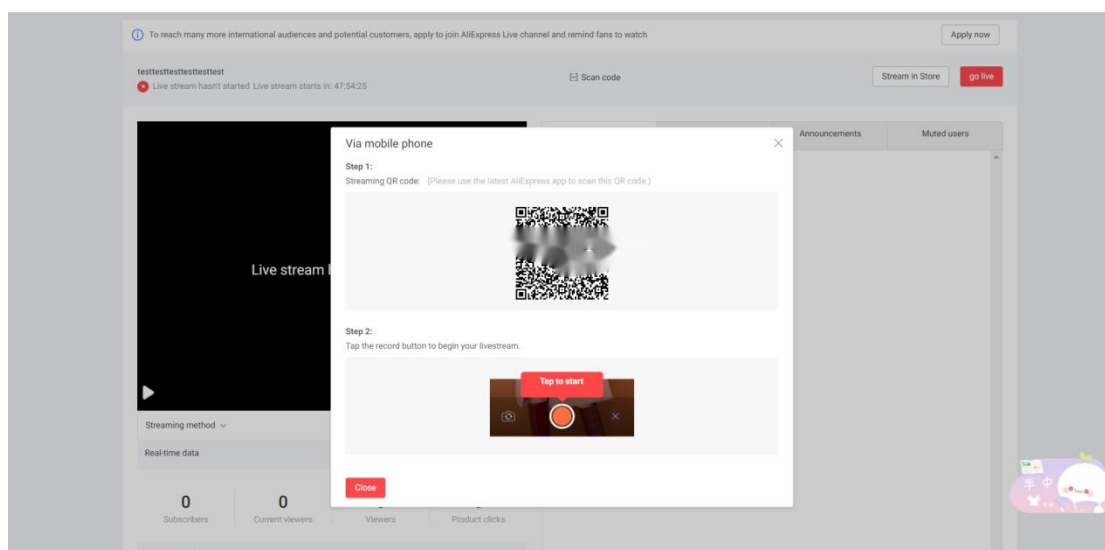 To reach many more international audiences and potential customers, apply to join AliExpress Live channel and remind fans to watch
Apply now
testtesttesttesttesttest
Live stream hasn't started Live stream starts in: 47:54:25
Scan code
Stream in Store
go live
Via mobile phone
Announcements
Muted users
Step 1:
Streaming QR code: (Please use the latest AliExpress app to scan this QR code.)
Live stream
Step 2:
Tap the record button to begin your livestream.
Tap to start
Streaming method
Real-time data
Close
0
0
Subscribers
Current viewers
Viewers
Product clicks
半 中